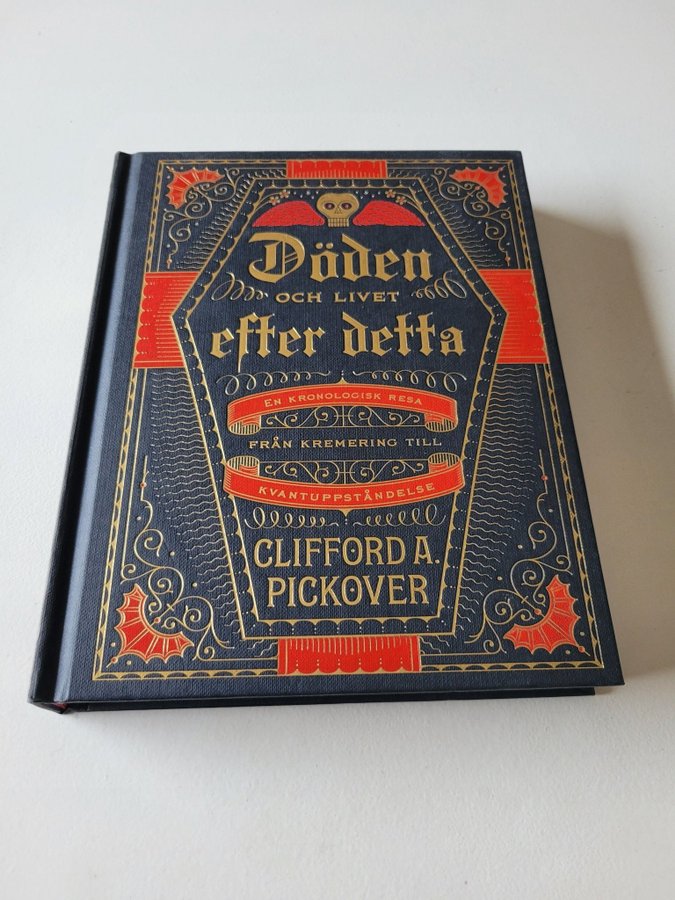 Döden
OCH LIVET
efter detta
EN KRONOLOGISK RESA
FRÅN KREMERING TILL
KVANTUPPSTÅNDELSE
CLIFFORD A.
PICKOVER